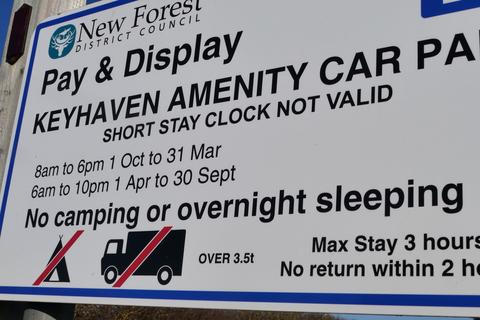 New Forest
DISTRICT COUNCIL
Pay & Display
KEYHAVEN AMENITY CAR PA
SHORT STAY CLOCK NOT VALID
8am to 6pm 1 Oct to 31 Mar
6am to 10pm 1 Apr to 30 Sept
No camping or overnight sleeping
OVER 3.5t
Max Stay 3 hours
No return within 2 ho